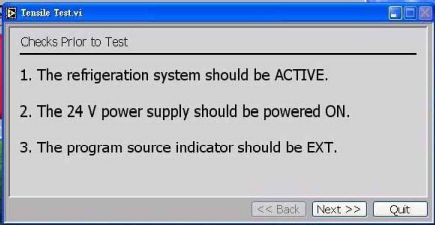 Tensile Test.vi
Checks Prior to Test
1. The refrigeration system should be ACTIVE.
2. The 24 V power supply should be powered ON.
3. The program source indicator should be EXT.
<< Back Next >> Quit